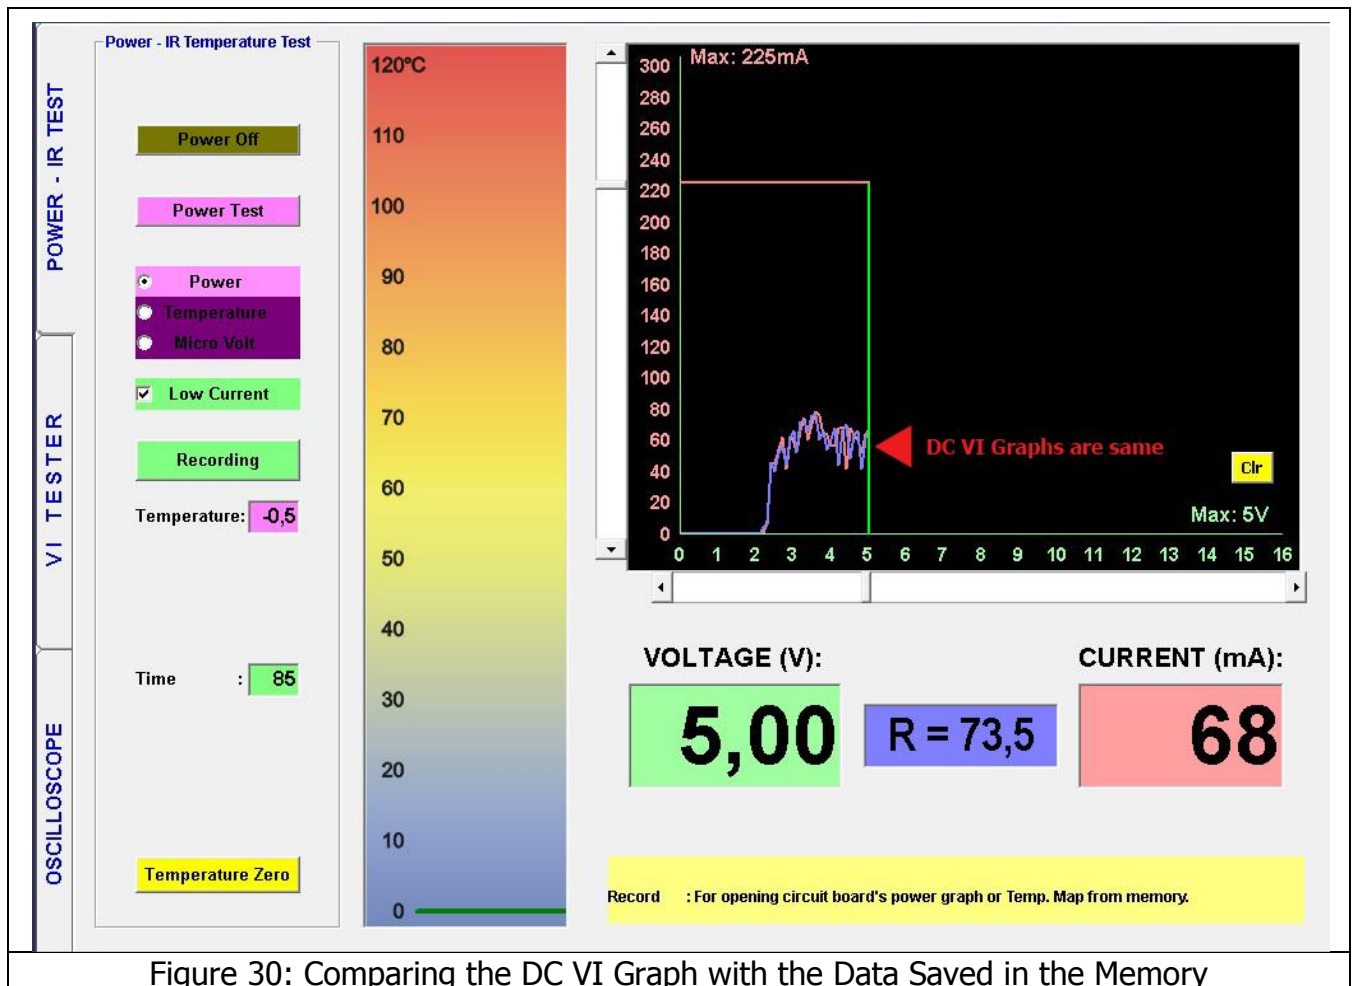 POWER - IR TEST
VI TESTER
OSCILLOSCOPE
Power - IR Temperature Test
Power Off
Power Test
Power
Temperature
Micro Volt
Low Current
Recording
Temperature: -0,5
Time : 85
Temperature Zero
120°C
110
100
90
80
70
60
50
40
30
20
10
0
Max: 225mA
300
280
260
240
220
200
180
160
140
120
100
80
60
40
20
0
DC VI Graphs are same
Clr
Max: 5V
0 1 2 3 4 5 6 7 8 9 10 11 12 13 14 15 16
VOLTAGE (V):
5,00
R = 73,5
CURRENT (mA):
68
Record : For opening circuit board's power graph or Temp. Map from memory.
Figure 30: Comparing the DC VI Graph with the Data Saved in the Memory